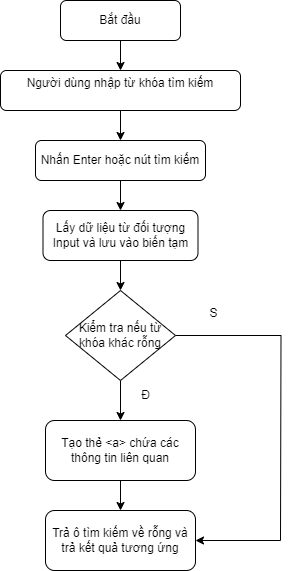 Bắt đầu
Người dùng nhập từ khóa tìm kiếm
Nhấn Enter hoặc nút tìm kiếm
Lấy dữ liệu từ đối tượng
Input và lưu vào biến tạm
Kiểm tra nếu từ
khóa khác rỗng
S
Đ
Tạo thẻ <a> chứa các
thông tin liên quan
Trả ô tìm kiếm về rỗng và
trả kết quả tương ứng